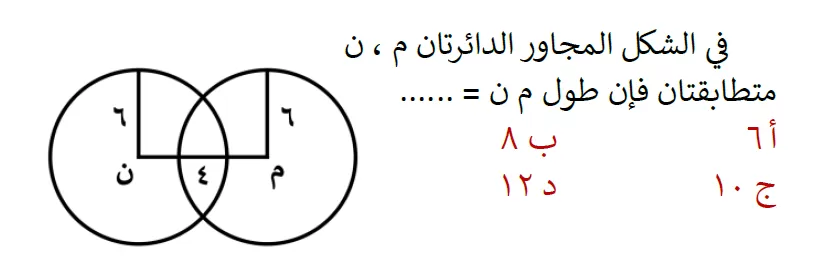 في الشكل المجاور الدائرتان م ، ن
متطابقتان فإن طول م ن = ......
أ ٦ ب ٨
ج ١٠ د ١٢
٦ ٦
م ٤ ن